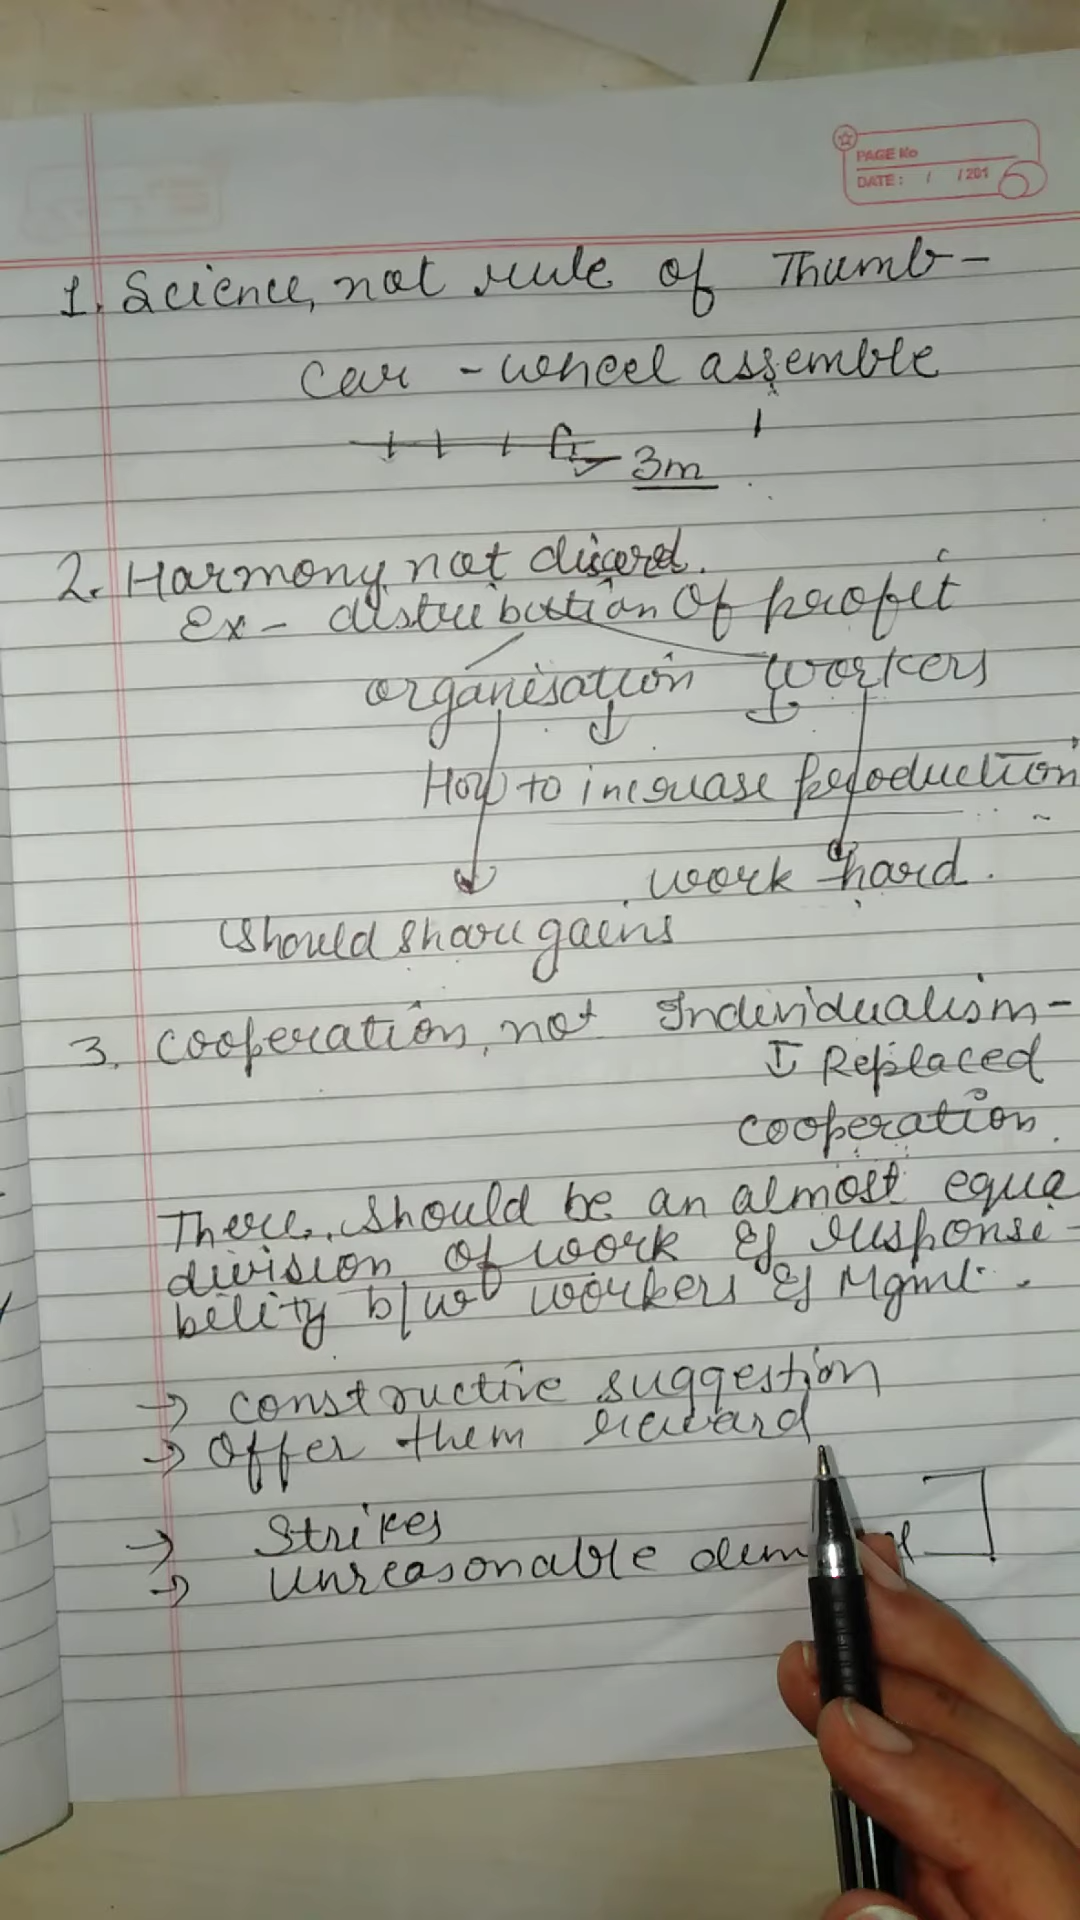 PAGE No
DATE: / /201
1. Science, not rule of Thumb -
Car - wheel assemble
3m
2. Harmony, not discord.
Ex - distribution Of profit
organisation workers
How to increase production
work hard.
should share gains
3. Cooperation, not Individualism -
↓ Replaced
cooperation.
There should be an almost equa
division of work & responsi-
bility b/w workers & Mgmt.
→ constructive suggestion
→ Offer them reward
→ Strikes
→ Unreasonable